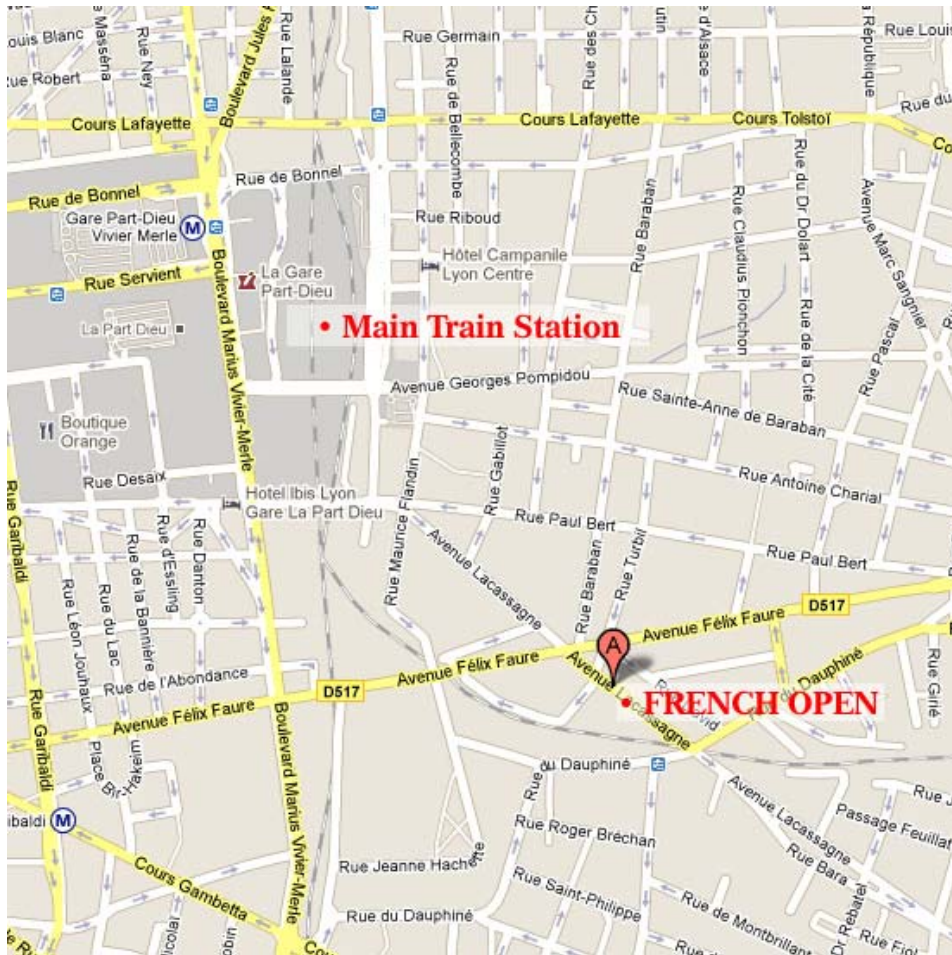 Rue Germain
Rue Louis
ouis Blanc
Masséna
Rue Ney
Boulevard Jules
Rue Lalande
Rue de Bellecombe
Rue des
d'Alsace
République
Rue Robert
Cours Lafayette
Cours Lafayette
Cours Tolstoï
Rue du
Rue de Bonnel
Rue de Bonnel
Gare Part-Dieu
Vivier Merle
M
Rue Riboud
Rue Baraban
Rue Claudius Pionchon
Rue du Dr Dolart
Avenue Marc Sangnier
Rue Servient
La Gare
Part-Dieu
Hôtel Campanile
Lyon Centre
Boulevard Marius Vivier-Merle
La Part Dieu
• Main Train Station
Rue de la Cité
Rue Pascal
Avenue Georges Pompidou
Rue Sainte-Anne de Baraban
Boutique
Orange
Rue Gabillot
Rue Desaix
Rue Antoine Charial
Hotel Ibis Lyon
Gare La Part Dieu
Rue Maurice Flandin
Rue Paul Bert
Rue Paul Bert
Avenue Lacassagne
Rue Baraban
Rue Turbil
Rue Garibaldi
Rue Léon Jouhaux
Rue du Lac
Rue de la Bannière
Rue d'Essling
Rue Danton
D517
Avenue Félix Faure
A
Avenue Félix Faure
Rue de l'Abondance
D517
Avenue Lacassagne
• FRENCH OPEN
du Dauphiné
Rue Girié
Avenue Félix Faure
Rue Garibaldi
Place Bir-Hakeim
Boulevard Marius Vivier-Merle
Rue du Dauphiné
Avenue Lacassagne
ibaldi
M
Rue Roger Bréchan
Passage Feuillat
Rue Bara
Cours Gambetta
Rue Jeanne Hachette
Rue Saint-Philippe
Rue du Dauphiné
Rue de Montbrillant
Dr Rebatel